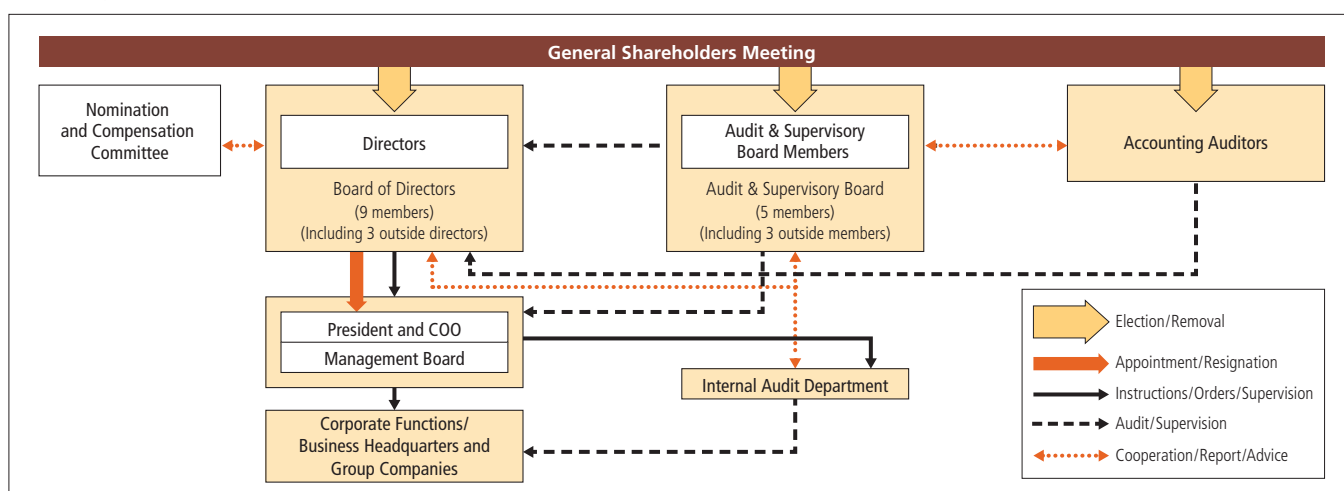 General Shareholders Meeting
Nomination
and Compensation
Committee
Directors
Board of Directors
(9 members)
(Including 3 outside directors)
Audit & Supervisory
Board Members
Audit & Supervisory Board
(5 members)
(Including 3 outside members)
Accounting Auditors
President and COO
Management Board
Internal Audit Department
Corporate Functions/
Business Headquarters and
Group Companies
Election/Removal
Appointment/Resignation
Instructions/Orders/Supervision
Audit/Supervision
Cooperation/Report/Advice